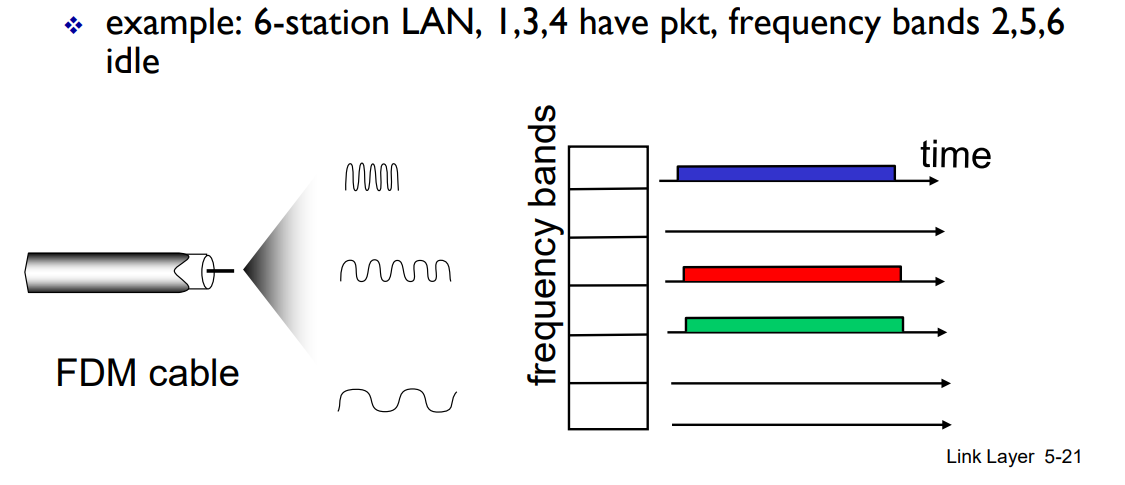 ❖ example: 6-station LAN, 1,3,4 have pkt, frequency bands 2,5,6
idle
time
frequency bands
FDM cable
Link Layer 5-21